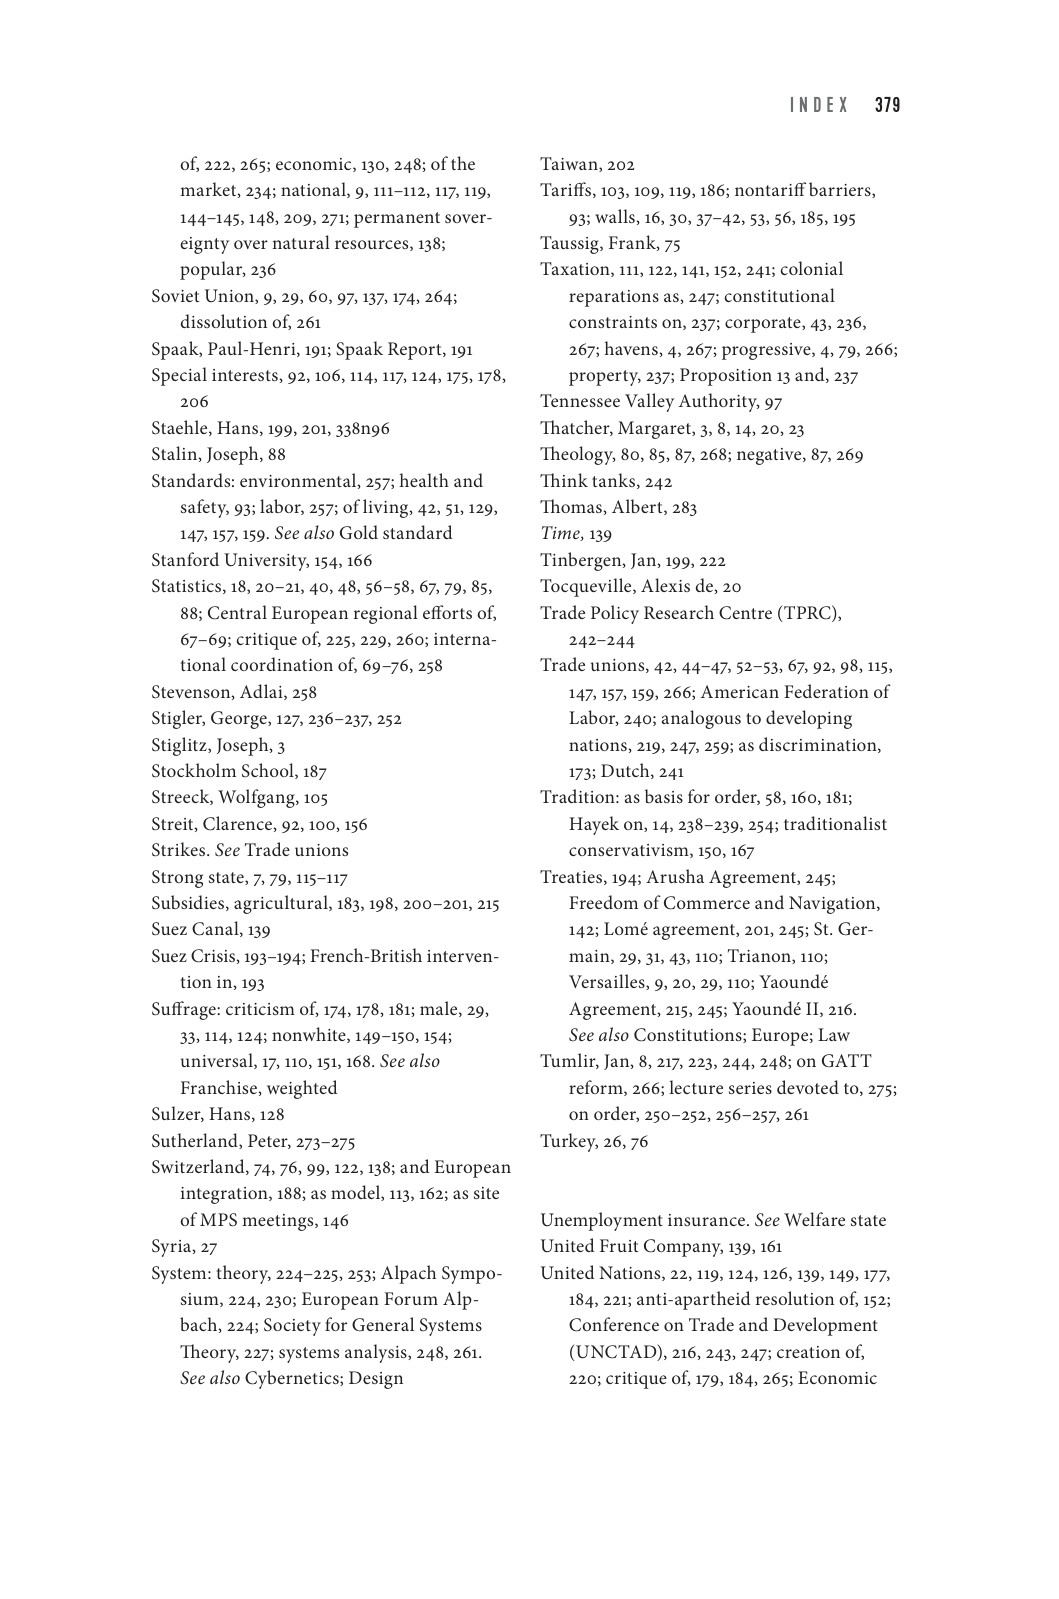 INDEX 379
of, 222, 265; economic, 130, 248; of the
market, 234; national, 9, 111–112, 117, 119,
144–145, 148, 209, 271; permanent sover-
eignty over natural resources, 138;
popular, 236
Soviet Union, 9, 29, 60, 97, 137, 174, 264;
dissolution of, 261
Spaak, Paul-Henri, 191; Spaak Report, 191
Special interests, 92, 106, 114, 117, 124, 175, 178,
206
Staehle, Hans, 199, 201, 338n96
Stalin, Joseph, 88
Standards: environmental, 257; health and
safety, 93; labor, 257; of living, 42, 51, 129,
147, 157, 159. See also Gold standard
Stanford University, 154, 166
Statistics, 18, 20–21, 40, 48, 56–58, 67, 79, 85,
88; Central European regional efforts of,
67–69; critique of, 225, 229, 260; interna-
tional coordination of, 69–76, 258
Stevenson, Adlai, 258
Stigler, George, 127, 236–237, 252
Stiglitz, Joseph, 3
Stockholm School, 187
Streeck, Wolfgang, 105
Streit, Clarence, 92, 100, 156
Strikes. See Trade unions
Strong state, 7, 79, 115–117
Subsidies, agricultural, 183, 198, 200–201, 215
Suez Canal, 139
Suez Crisis, 193–194; French-British interven-
tion in, 193
Suffrage: criticism of, 174, 178, 181; male, 29,
33, 114, 124; nonwhite, 149–150, 154;
universal, 17, 110, 151, 168. See also
Franchise, weighted
Sulzer, Hans, 128
Sutherland, Peter, 273–275
Switzerland, 74, 76, 99, 122, 138; and European
integration, 188; as model, 113, 162; as site
of MPS meetings, 146
Syria, 27
System: theory, 224–225, 253; Alpach Sympo-
sium, 224, 230; European Forum Alp-
bach, 224; Society for General Systems
Theory, 227; systems analysis, 248, 261.
See also Cybernetics; Design
Taiwan, 202
Tariffs, 103, 109, 119, 186; nontariff barriers,
93; walls, 16, 30, 37–42, 53, 56, 185, 195
Taussig, Frank, 75
Taxation, 111, 122, 141, 152, 241; colonial
reparations as, 247; constitutional
constraints on, 237; corporate, 43, 236,
267; havens, 4, 267; progressive, 4, 79, 266;
property, 237; Proposition 13 and, 237
Tennessee Valley Authority, 97
Thatcher, Margaret, 3, 8, 14, 20, 23
Theology, 80, 85, 87, 268; negative, 87, 269
Think tanks, 242
Thomas, Albert, 283
Time, 139
Tinbergen, Jan, 199, 222
Tocqueville, Alexis de, 20
Trade Policy Research Centre (TPRC),
242–244
Trade unions, 42, 44–47, 52–53, 67, 92, 98, 115,
147, 157, 159, 266; American Federation of
Labor, 240; analogous to developing
nations, 219, 247, 259; as discrimination,
173; Dutch, 241
Tradition: as basis for order, 58, 160, 181;
Hayek on, 14, 238–239, 254; traditionalist
conservativism, 150, 167
Treaties, 194; Arusha Agreement, 245;
Freedom of Commerce and Navigation,
142; Lomé agreement, 201, 245; St. Ger-
main, 29, 31, 43, 110; Trianon, 110;
Versailles, 9, 20, 29, 110; Yaoundé
Agreement, 215, 245; Yaoundé II, 216.
See also Constitutions; Europe; Law
Tumlir, Jan, 8, 217, 223, 244, 248; on GATT
reform, 266; lecture series devoted to, 275;
on order, 250–252, 256–257, 261
Turkey, 26, 76
Unemployment insurance. See Welfare state
United Fruit Company, 139, 161
United Nations, 22, 119, 124, 126, 139, 149, 177,
184, 221; anti-apartheid resolution of, 152;
Conference on Trade and Development
(UNCTAD), 216, 243, 247; creation of,
220; critique of, 179, 184, 265; Economic